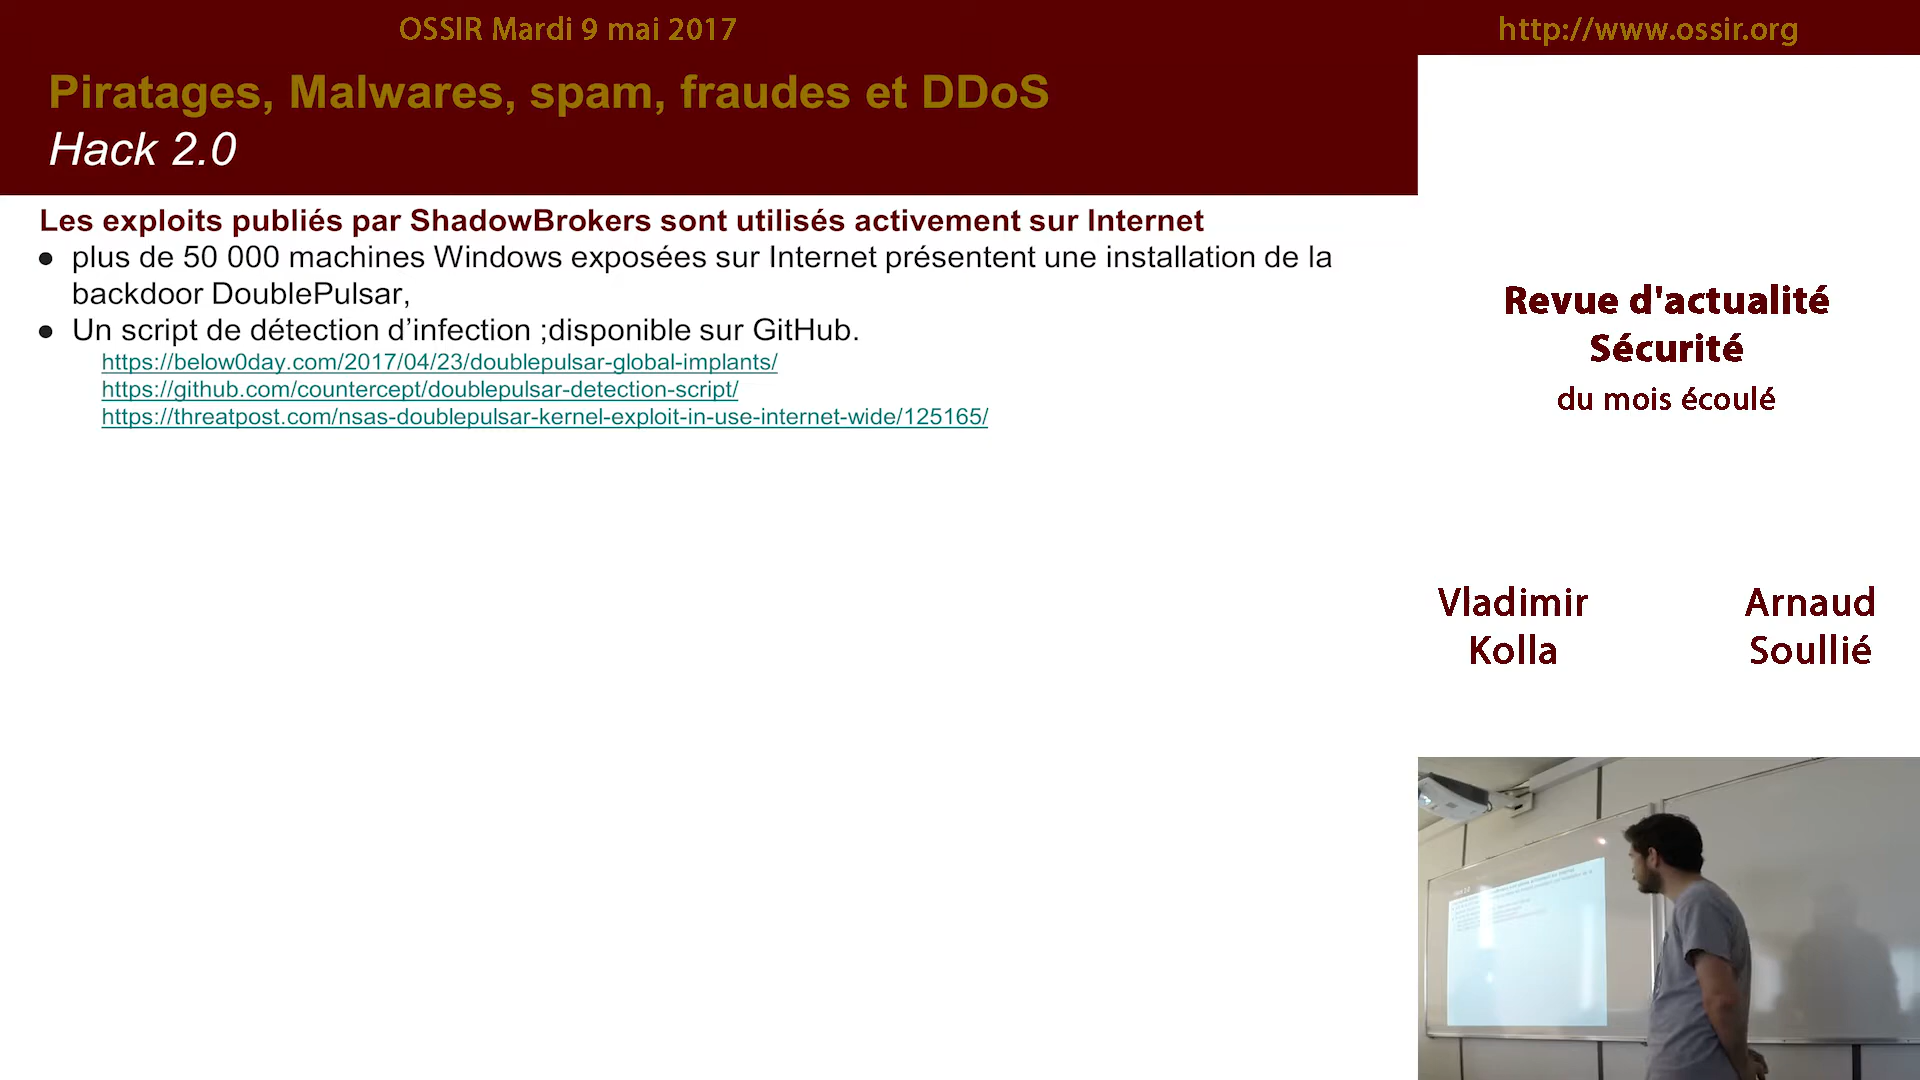 OSSIR Mardi 9 mai 2017
http://www.ossir.org
Piratages, Malwares, spam, fraudes et DDoS
Hack 2.0
Les exploits publiés par ShadowBrokers sont utilisés activement sur Internet
● plus de 50 000 machines Windows exposées sur Internet présentent une installation de la
backdoor DoublePulsar,
● Un script de détection d’infection ;disponible sur GitHub.
https://below0day.com/2017/04/23/doublepulsar-global-implants/
https://github.com/countercept/doublepulsar-detection-script/
https://threatpost.com/nsas-doublepulsar-kernel-exploit-in-use-internet-wide/125165/
Revue d'actualité
Sécurité
du mois écoulé
Vladimir
Kolla
Arnaud
Soullié